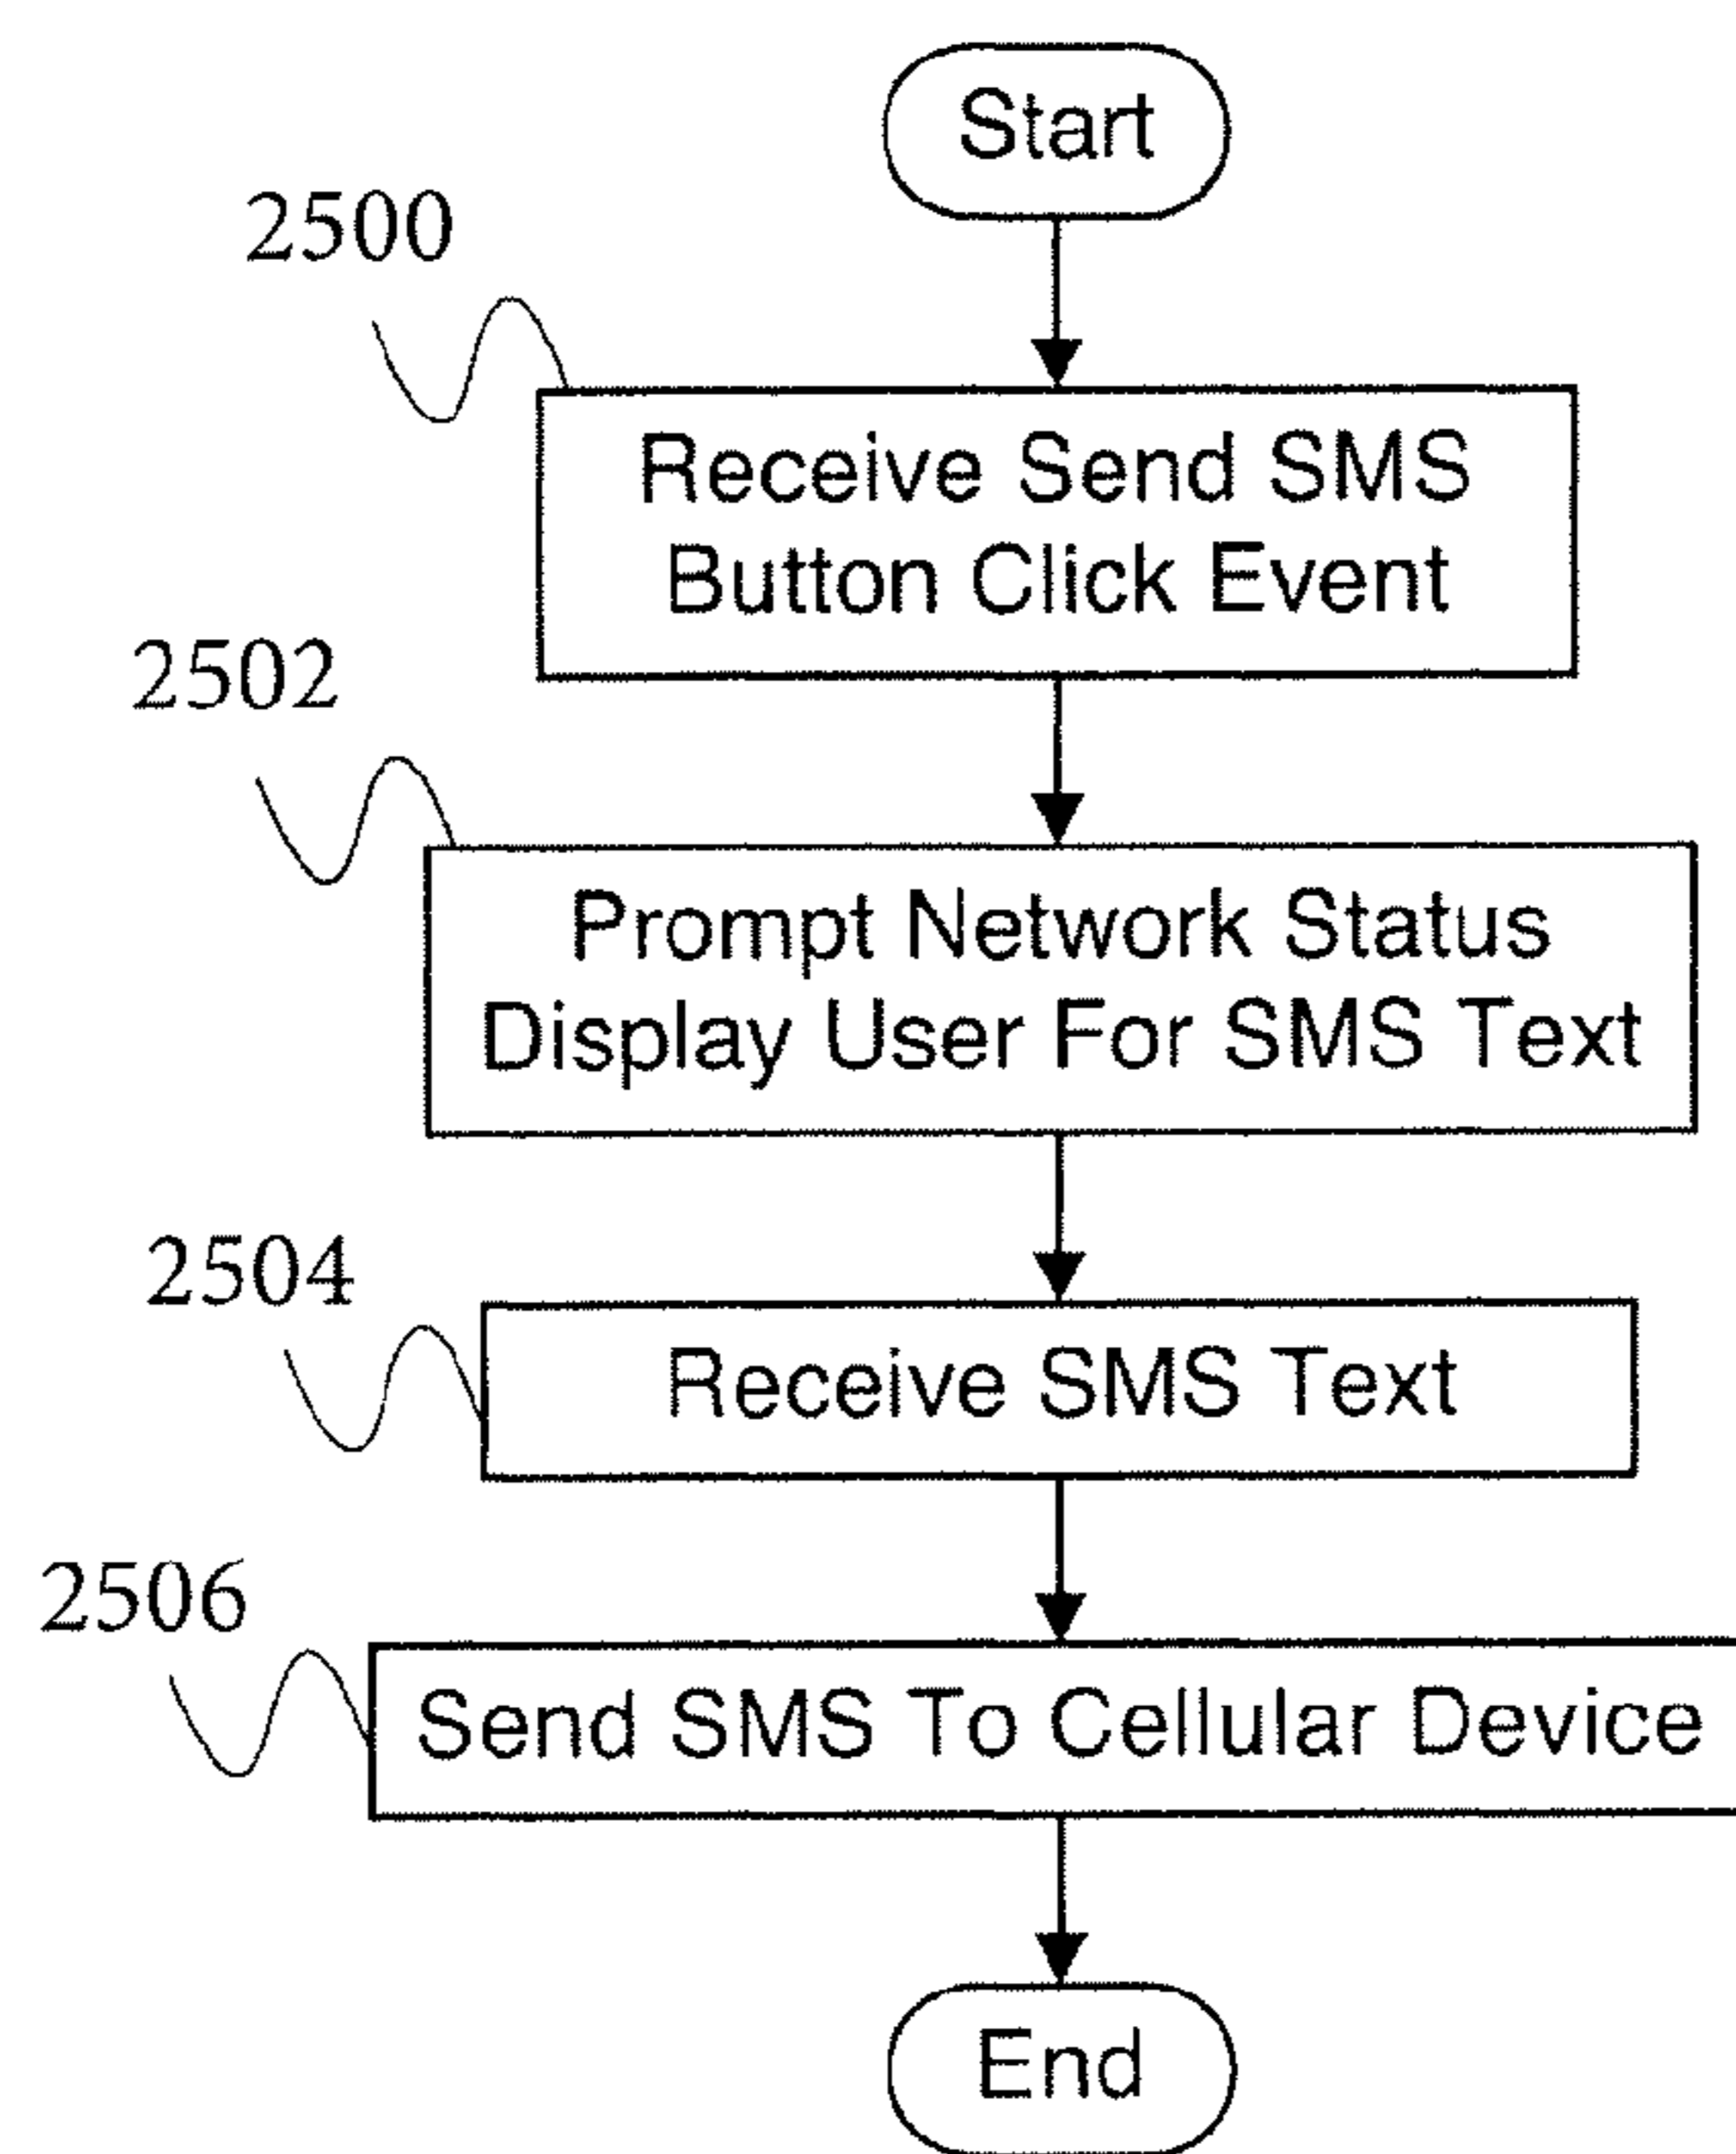 Start
2500
Receive Send SMS
Button Click Event
2502
Prompt Network Status
Display User For SMS Text
2504
Receive SMS Text
2506
Send SMS To Cellular Device
End